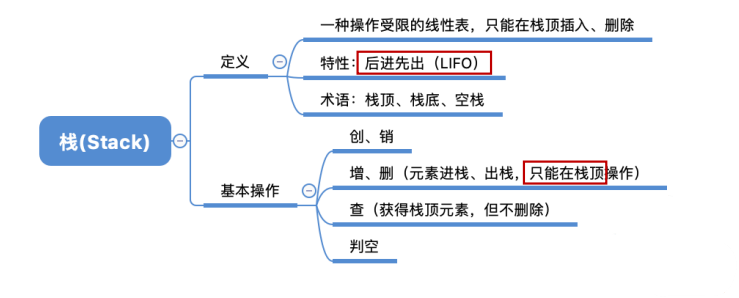 栈(Stack)
定义
一种操作受限的线性表，只能在栈顶插入、删除
特性：后进先出（LIFO）
术语：栈顶、栈底、空栈
基本操作
创、销
增、删（元素进栈、出栈，只能在栈顶操作）
查（获得栈顶元素，但不删除）
判空